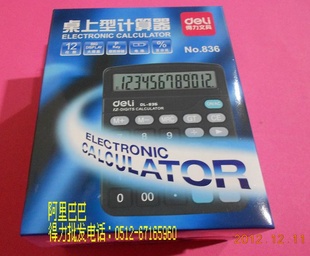 桌上型计算器
ELECTRONIC CALCULATOR
deli
得力文具
No.836
12
%
123456789012
deli
DL-836
ELECTRONIC
CALCULATOR
0
00
阿里巴巴
得力批发电话：0512-67165960
2012.12.11